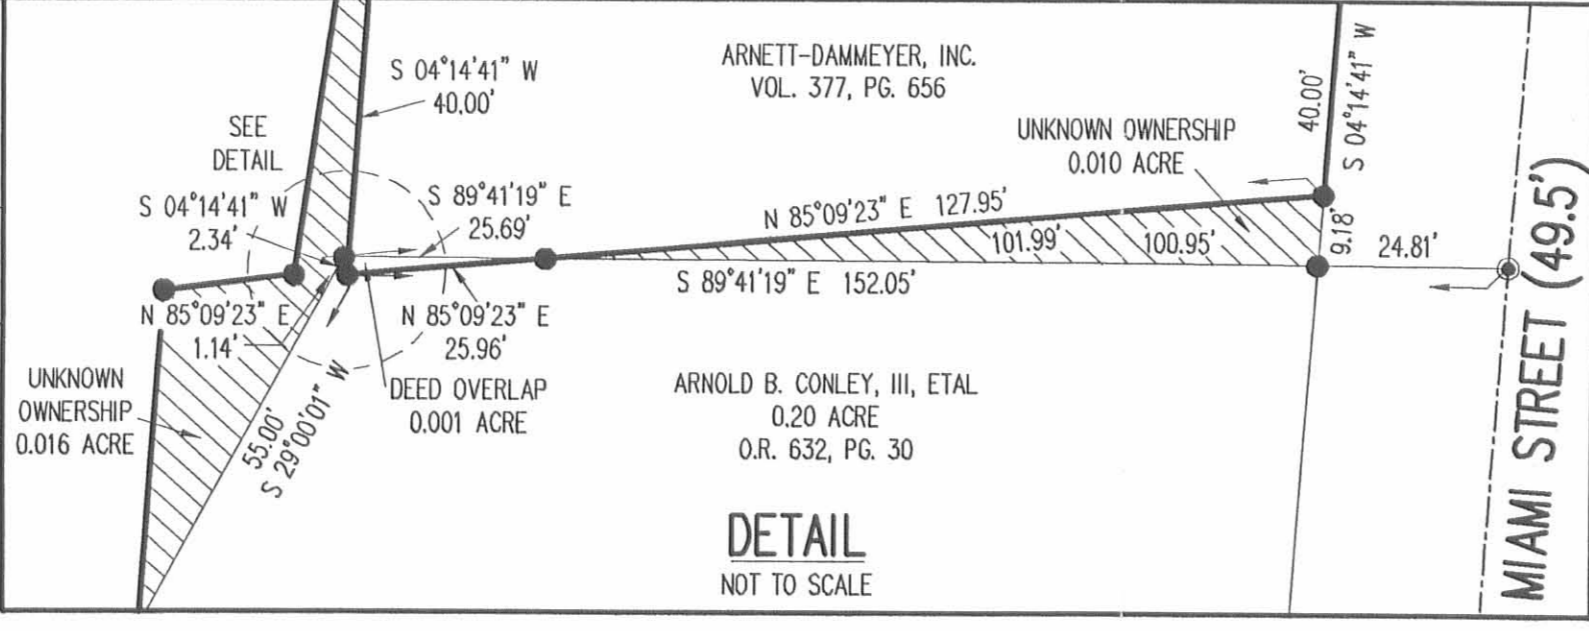 ARNETT-DAMMEYER, INC.
VOL. 377, PG. 656
S 04°14'41" W
40.00'
40.00'
S 04°14'41" W
SEE
DETAIL
UNKNOWN OWNERSHIP
0.010 ACRE
S 04°14'41" W
2.34'
S 89°41'19" E
25.69'
N 85°09'23" E 127.95'
101.99'
100.95'
9.18'
24.81'
S 89°41'19" E 152.05'
N 85°09'23" E
1.14'
N 85°09'23" E
25.96'
UNKNOWN
OWNERSHIP
0.016 ACRE
55.00'
S 29°00'01" W
DEED OVERLAP
0.001 ACRE
ARNOLD B. CONLEY, III, ETAL
0.20 ACRE
O.R. 632, PG. 30
MIAMI STREET (49.5')
DETAIL
NOT TO SCALE